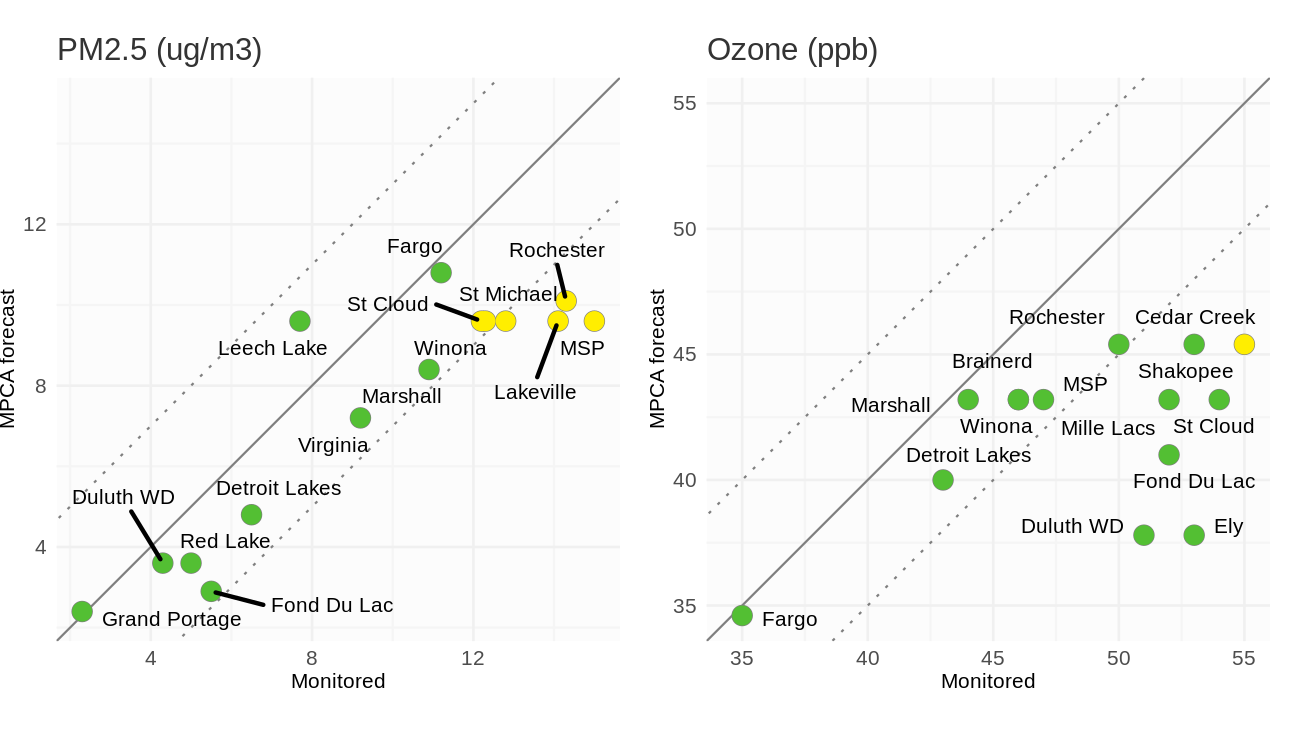 PM2.5 (ug/m3)
12
8
4
MPCA forecast
Fargo
Rochester
St Michael
St Cloud
Leech Lake
Winona
MSP
Marshall
Lakeville
Virginia
Duluth WD
Detroit Lakes
Red Lake
Fond Du Lac
Grand Portage
4
8
12
Monitored
Ozone (ppb)
55
50
45
40
35
MPCA forecast
Rochester
Cedar Creek
Brainerd
Shakopee
MSP
Marshall
Winona
Mille Lacs
St Cloud
Detroit Lakes
Fond Du Lac
Duluth WD
Ely
Fargo
35
40
45
50
55
Monitored